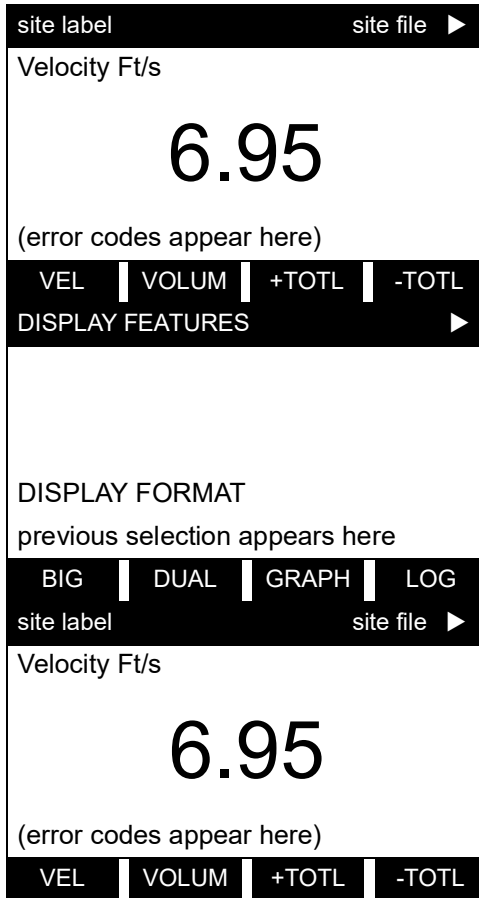 site label site file ▶
Velocity Ft/s
6.95
(error codes appear here)
VEL VOLUM +TOTL -TOTL
DISPLAY FEATURES ▶
DISPLAY FORMAT
previous selection appears here
BIG DUAL GRAPH LOG
site label site file ▶
Velocity Ft/s
6.95
(error codes appear here)
VEL VOLUM +TOTL -TOTL